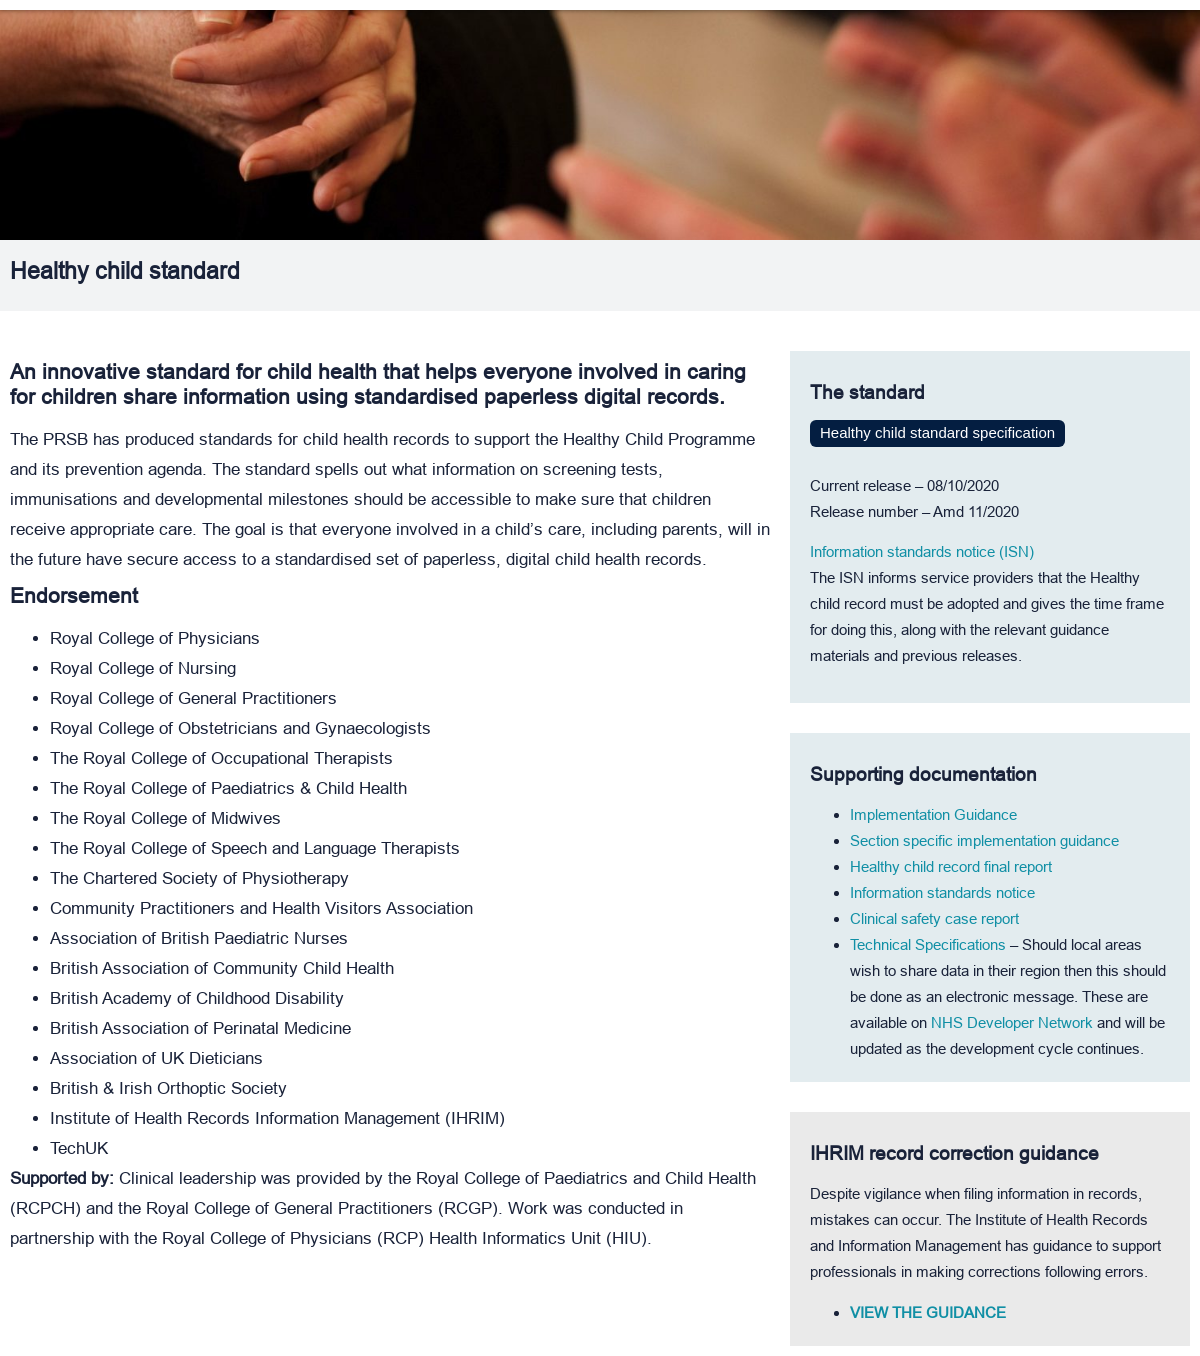 Healthy child standard
An innovative standard for child health that helps everyone involved in caring
for children share information using standardised paperless digital records.
The PRSB has produced standards for child health records to support the Healthy Child Programme
and its prevention agenda. The standard spells out what information on screening tests,
immunisations and developmental milestones should be accessible to make sure that children
receive appropriate care. The goal is that everyone involved in a child’s care, including parents, will in
the future have secure access to a standardised set of paperless, digital child health records.
Endorsement
• Royal College of Physicians
• Royal College of Nursing
• Royal College of General Practitioners
• Royal College of Obstetricians and Gynaecologists
• The Royal College of Occupational Therapists
• The Royal College of Paediatrics & Child Health
• The Royal College of Midwives
• The Royal College of Speech and Language Therapists
• The Chartered Society of Physiotherapy
• Community Practitioners and Health Visitors Association
• Association of British Paediatric Nurses
• British Association of Community Child Health
• British Academy of Childhood Disability
• British Association of Perinatal Medicine
• Association of UK Dieticians
• British & Irish Orthoptic Society
• Institute of Health Records Information Management (IHRIM)
• TechUK
Supported by: Clinical leadership was provided by the Royal College of Paediatrics and Child Health
(RCPCH) and the Royal College of General Practitioners (RCGP). Work was conducted in
partnership with the Royal College of Physicians (RCP) Health Informatics Unit (HIU).
The standard
Healthy child standard specification
Current release – 08/10/2020
Release number – Amd 11/2020
Information standards notice (ISN)
The ISN informs service providers that the Healthy
child record must be adopted and gives the time frame
for doing this, along with the relevant guidance
materials and previous releases.
Supporting documentation
• Implementation Guidance
• Section specific implementation guidance
• Healthy child record final report
• Information standards notice
• Clinical safety case report
• Technical Specifications – Should local areas
wish to share data in their region then this should
be done as an electronic message. These are
available on NHS Developer Network and will be
updated as the development cycle continues.
IHRIM record correction guidance
Despite vigilance when filing information in records,
mistakes can occur. The Institute of Health Records
and Information Management has guidance to support
professionals in making corrections following errors.
• VIEW THE GUIDANCE